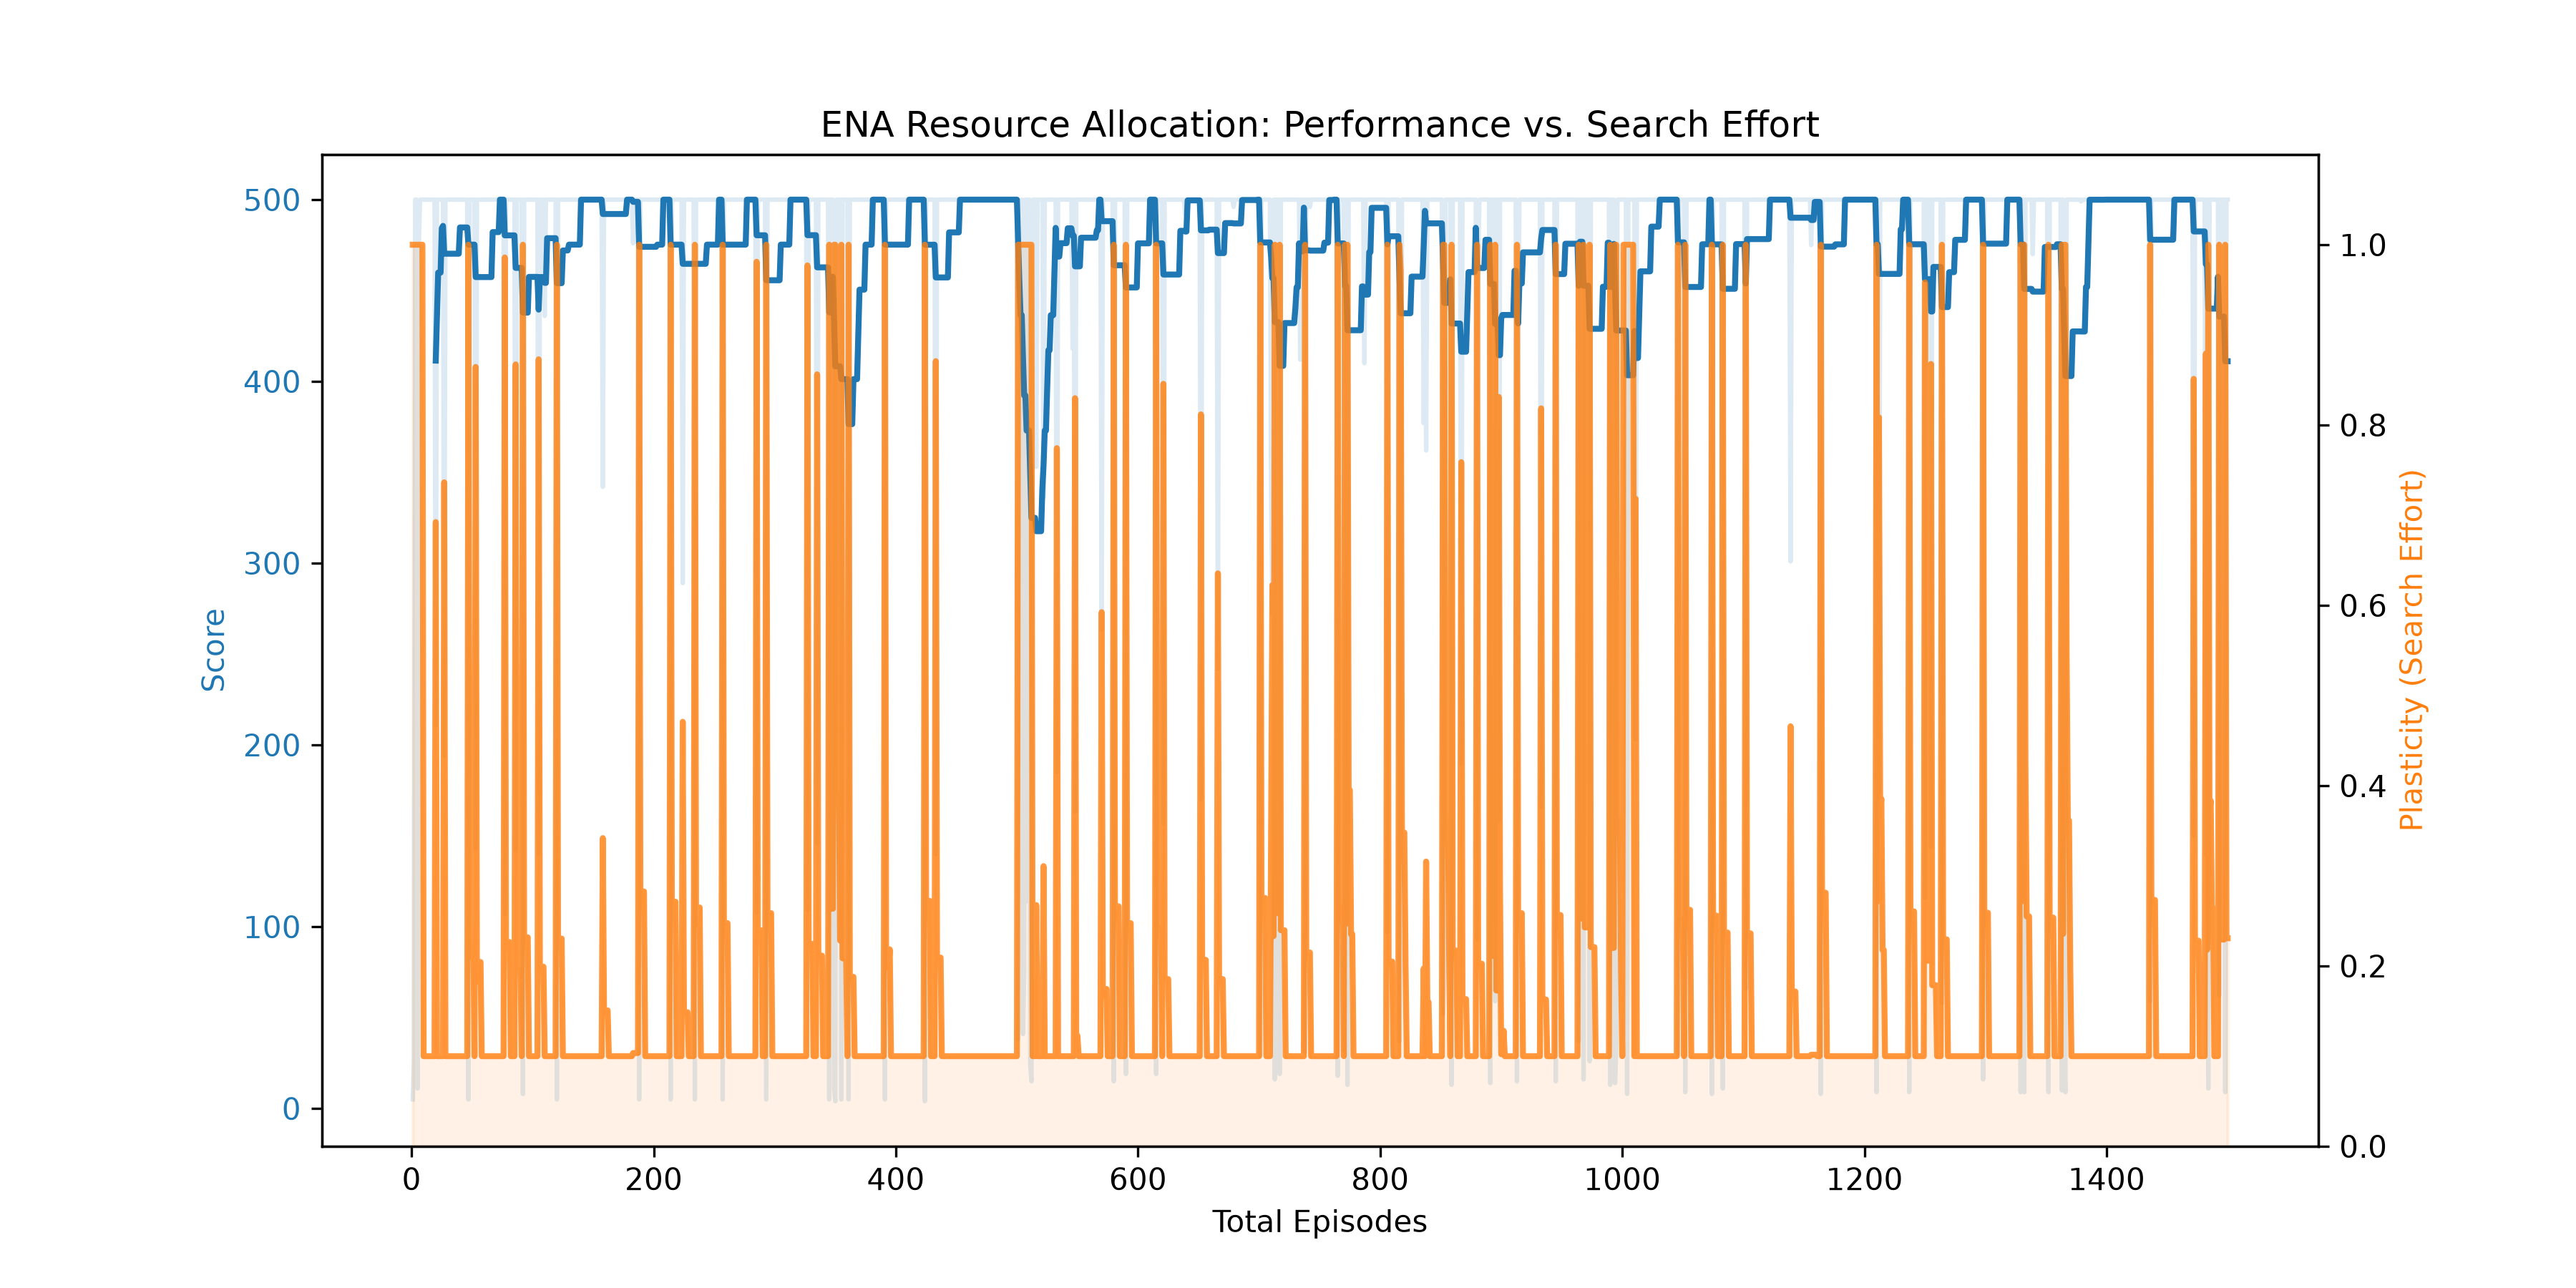 ENA Resource Allocation: Performance vs. Search Effort
500
400
300
200
100
0
Score
1.0
0.8
0.6
0.4
0.2
0.0
Plasticity (Search Effort)
0 200 400 600 800 1000 1200 1400
Total Episodes